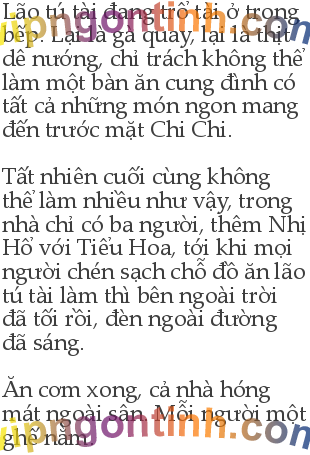 Lão tú tài đang trổ tài ở trong
bếp. Lại là gà quay, lại là thịt
dê nướng, chỉ trách không thể
làm một bàn ăn cung đình có
tất cả những món ngon mang
đến trước mặt Chi Chi.
Tất nhiên cuối cùng không
thể làm nhiều như vậy, trong
nhà chỉ có ba người, thêm Nhị
Hổ với Tiểu Hoa, tới khi mọi
người chén sạch chỗ đồ ăn lão
tú tài làm thì bên ngoài trời
đã tối rồi, đèn ngoài đường
đã sáng.
Ăn cơm xong, cả nhà hóng
mát ngoài sân. Mỗi người một
ghế nằm
vipngontinh.com
vipngontinh.com